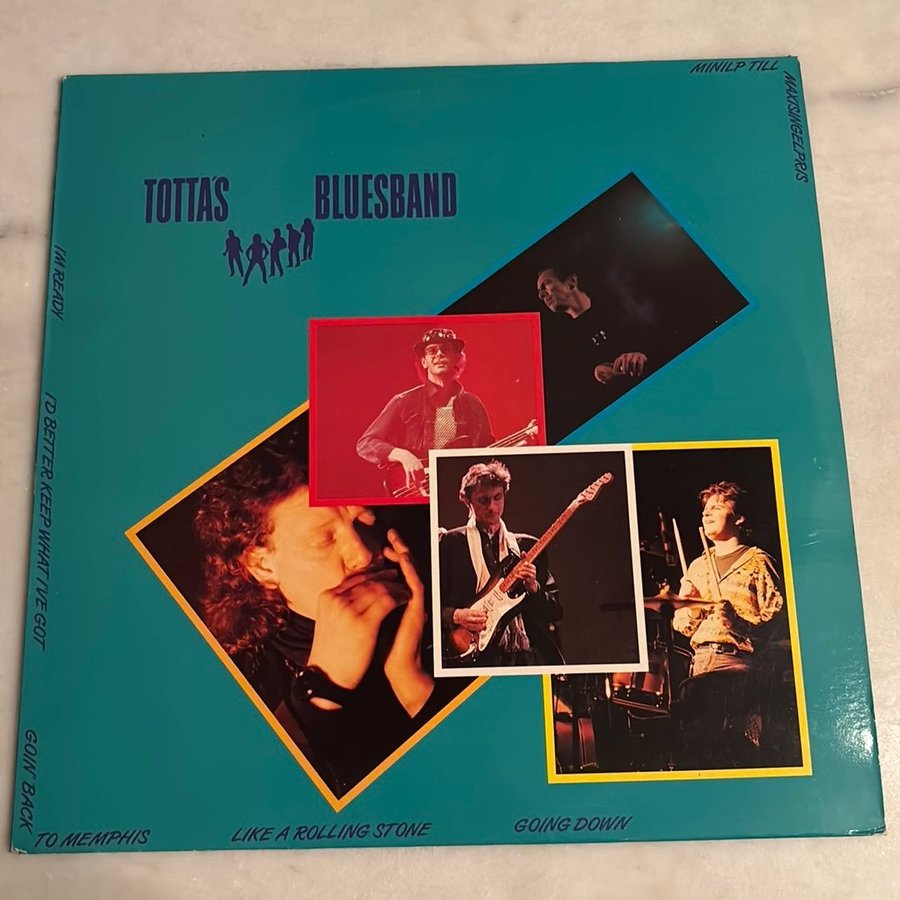 MINILP TILL
MAXISINGELPRIS
TOTTA'S BLUESBAND
I'M READY
I'D BETTER KEEP WHAT I'VE GOT
GOIN' BACK
TO MEMPHIS
LIKE A ROLLING STONE
GOING DOWN